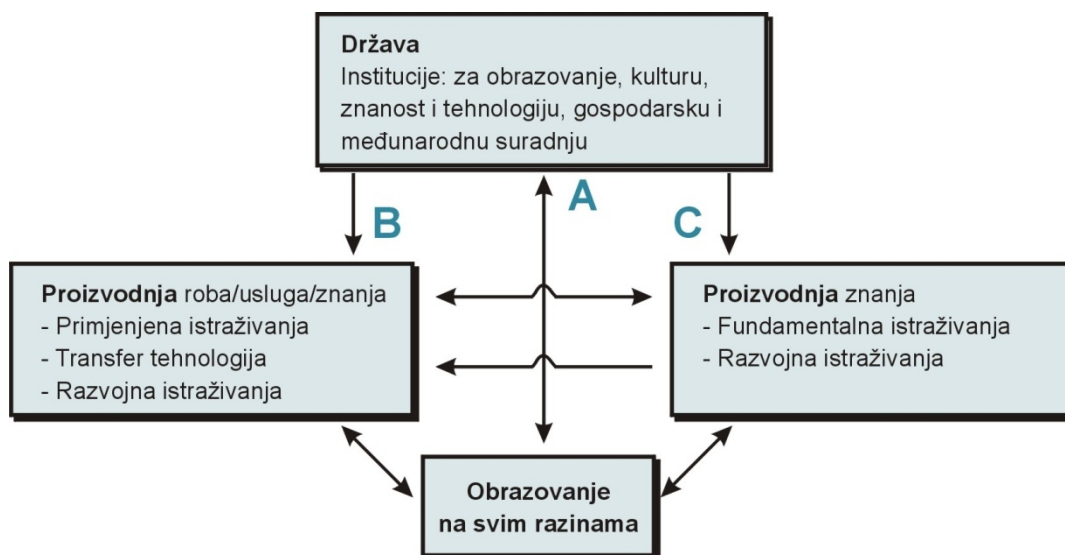 Država
Institucije: za obrazovanje, kulturu,
znanost i tehnologiju, gospodarsku i
međunarodnu suradnju
B
A
C
Proizvodnja roba/usluga/znanja
- Primjenjena istraživanja
- Transfer tehnologija
- Razvojna istraživanja
Proizvodnja znanja
- Fundamentalna istraživanja
- Razvojna istraživanja
Obrazovanje
na svim razinama